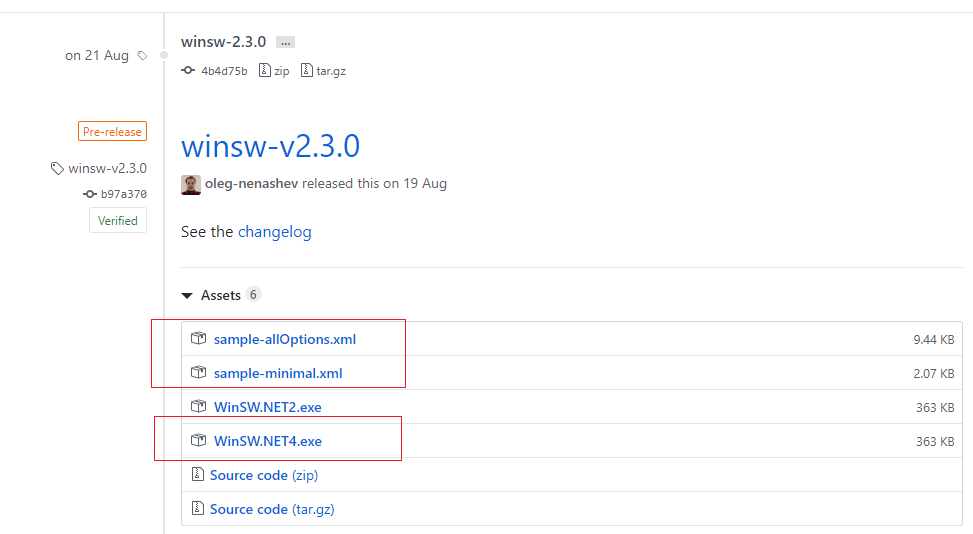 on 21 Aug
winsw-2.3.0 ...
4b4d75b zip tar.gz
Pre-release
winsw-v2.3.0
b97a370
Verified
winsw-v2.3.0
oleg-nenashev released this on 19 Aug
See the changelog
Assets 6
sample-allOptions.xml 9.44 KB
sample-minimal.xml 2.07 KB
WinSW.NET2.exe 363 KB
WinSW.NET4.exe 363 KB
Source code (zip)
Source code (tar.gz)